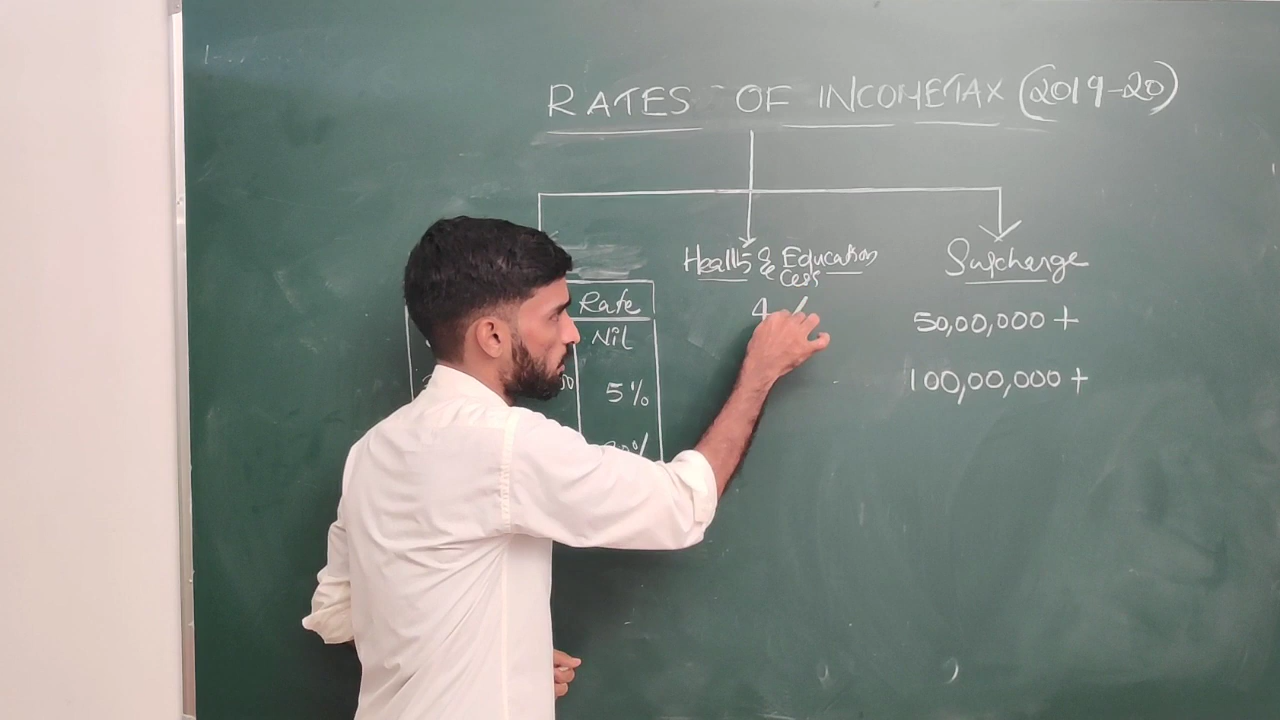 RATES OF INCOMETAX (2019-20)
Health & Education
Cess
4 %
Surcharge
50,00,000 +
100,00,000 +
Rate
Nil
5%